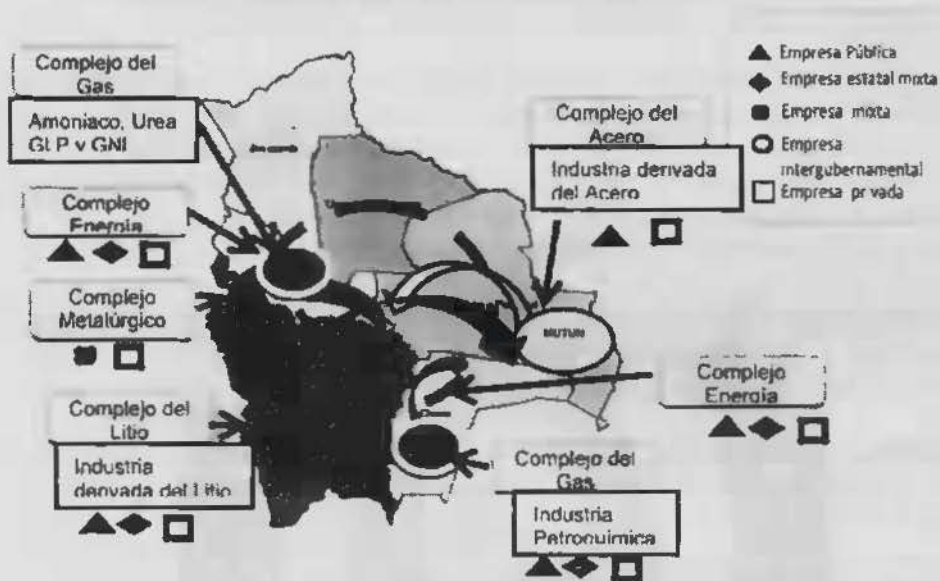 Complejo del
Gas
Amoniaco, Urea
GLP y GNL
Complejo
Energía
Complejo
Metalúrgico
Complejo del
Litio
Industria
derivada del Litio
Complejo del
Acero
Industria derivada
del Acero
MUTUN
Complejo
Energía
Complejo del
Gas
Industria
Petroquimica
Empresa Pública
Empresa estatal mixta
Empresa mixta
Empresa
intergubernamental
Empresa privada